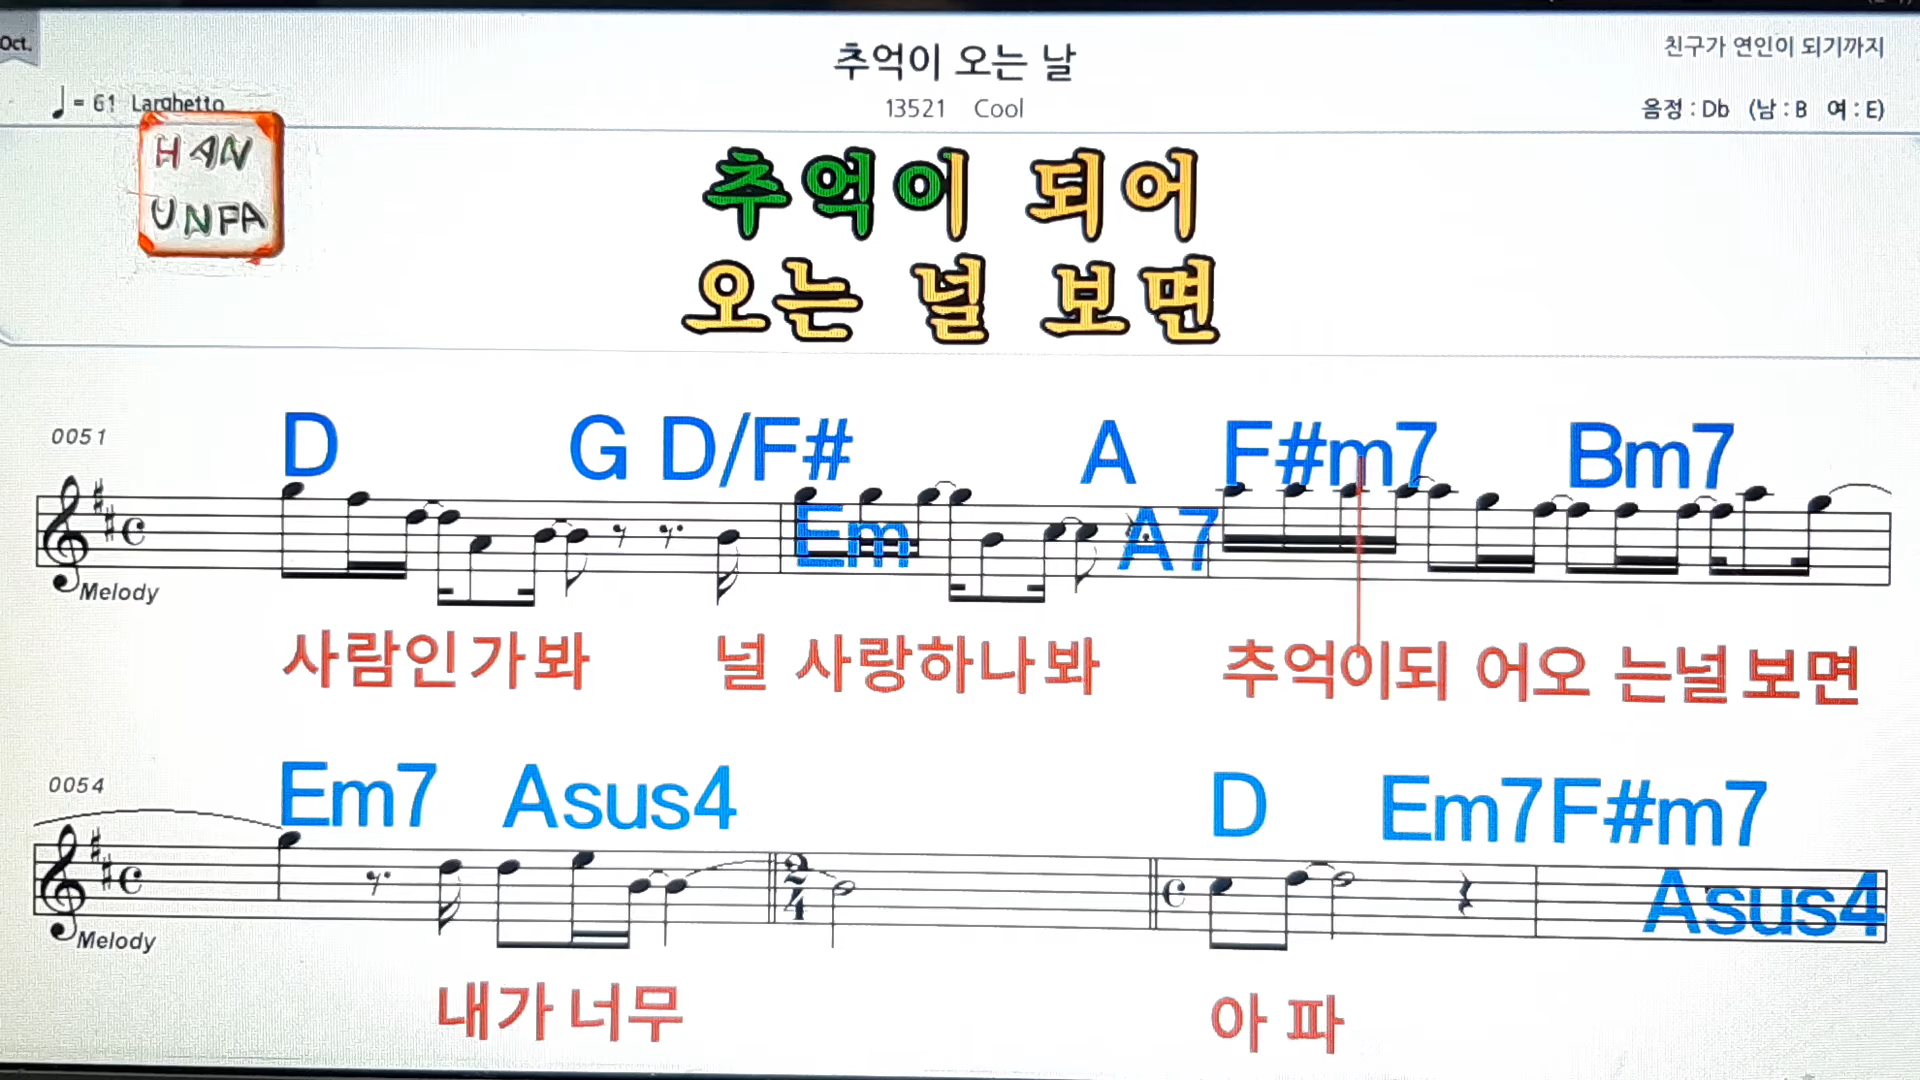 Oct.
추억이 오는 날
친구가 연인이 되기까지
♩= 61 Larghetto
13521 Cool
음정 : Db (남 : B 여 : E)
HAN
UNPA
추억이 되어
오는 널 보면
0051
D G D/F# A F#m7 Bm7
Em A7
Melody
사람인가봐 널 사랑하나봐 추억이되 어오 는널보면
0054
Em7 Asus4 D Em7F#m7
2
4
Asus4
Melody
내가너무 아파